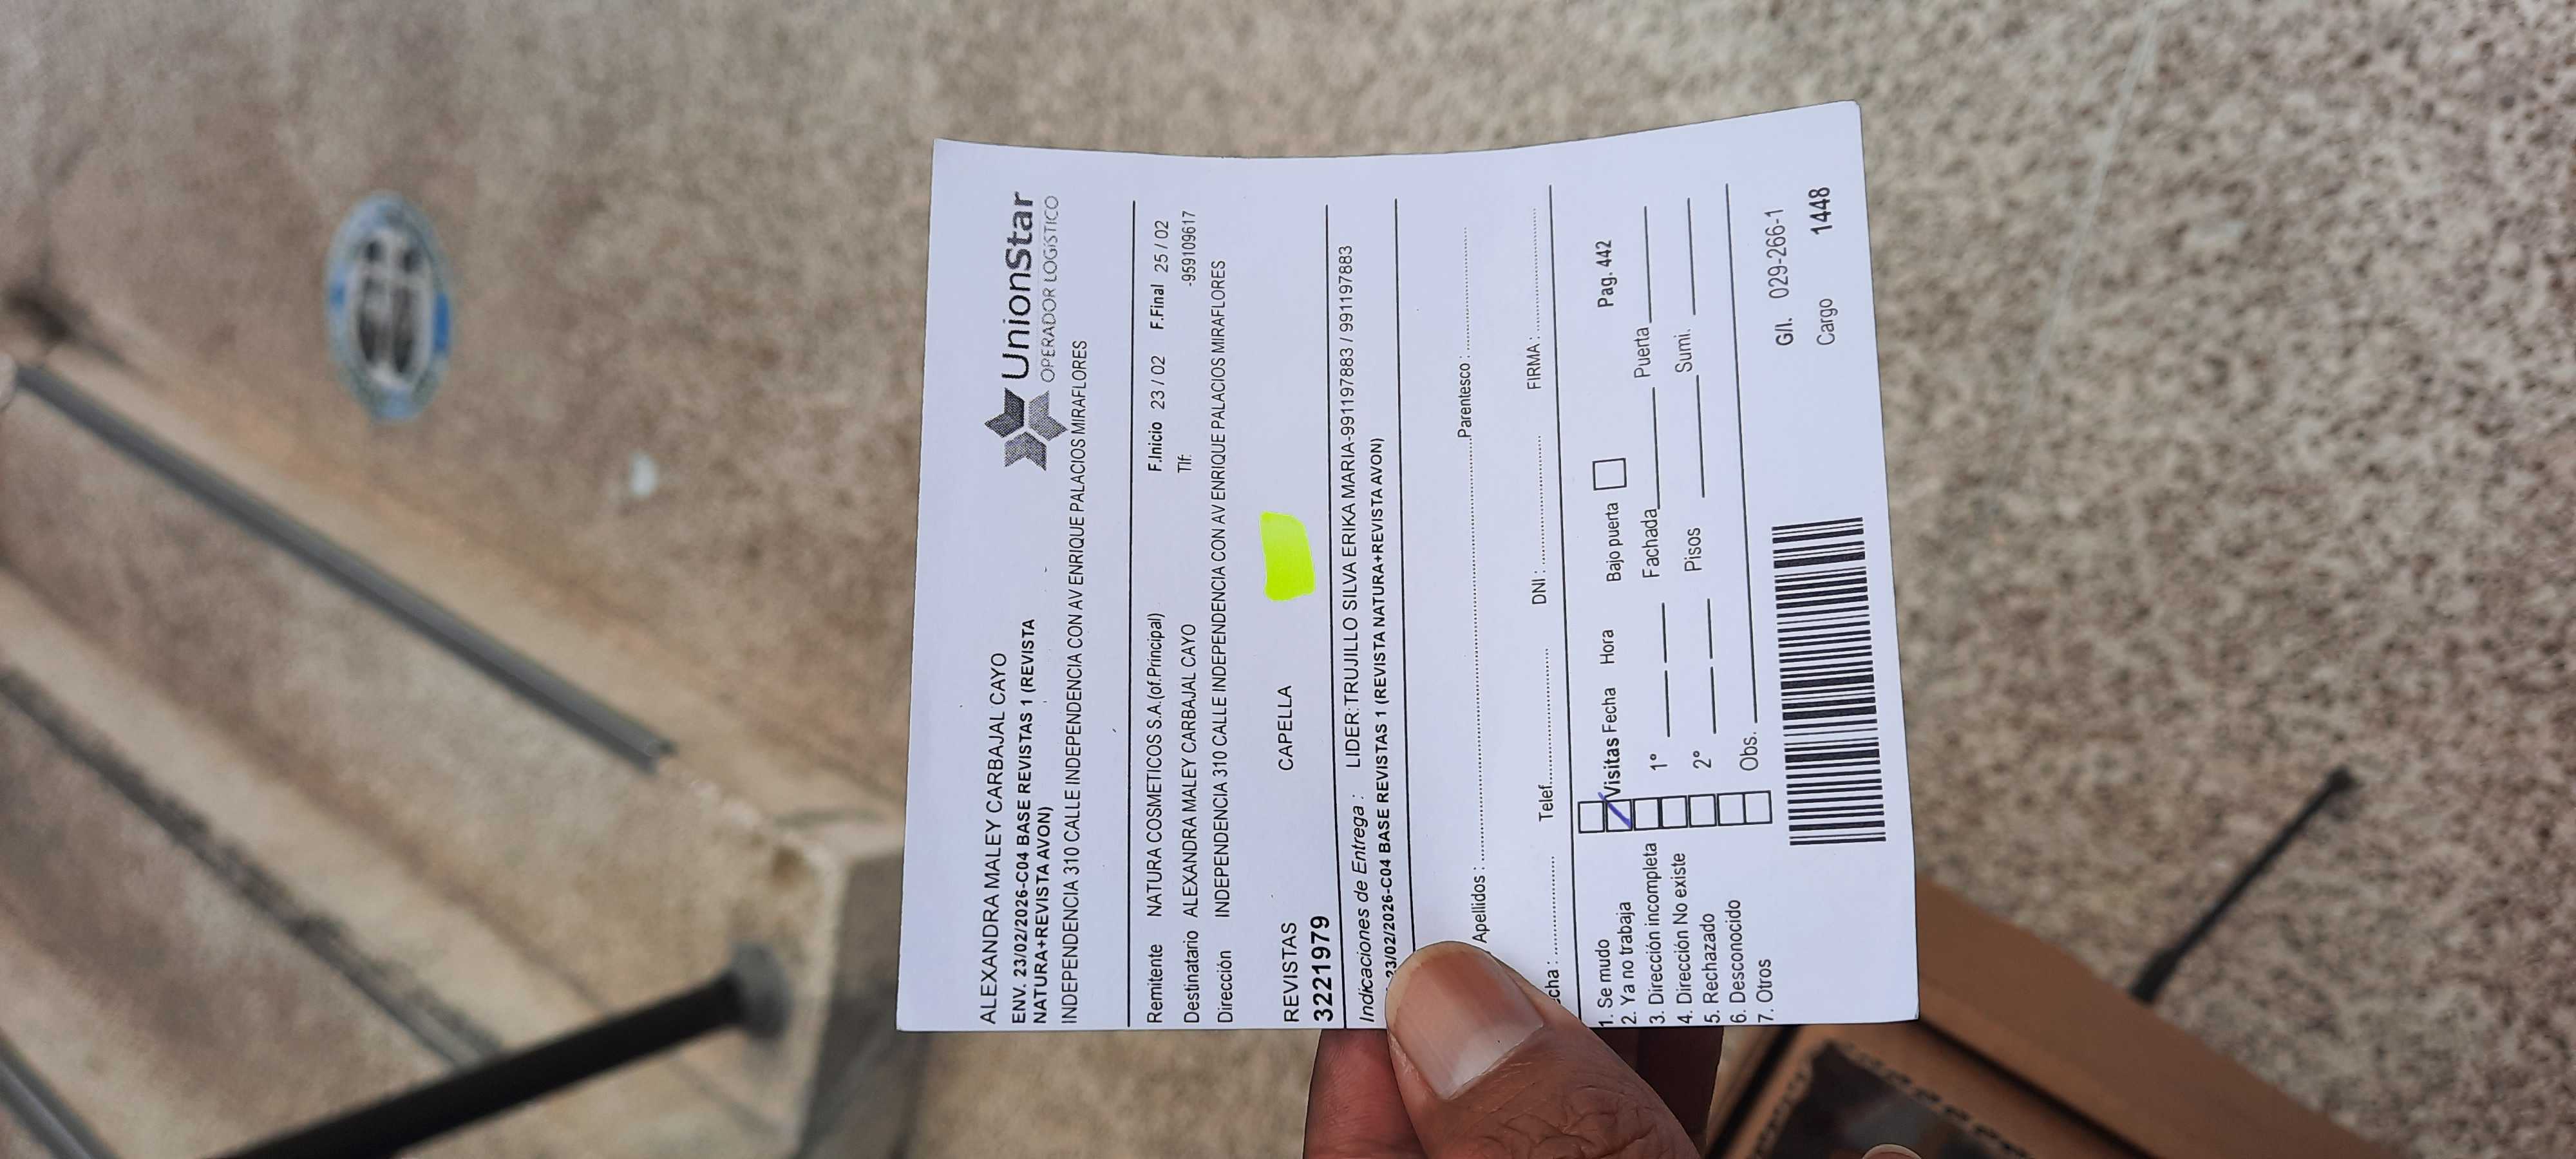 ALEXANDRA MALEY CARBAJAL CAYO
ENV. 23/02/2026-C04 BASE REVISTAS 1 (REVISTA
NATURA+REVISTA AVON)
INDEPENDENCIA 310 CALLE INDEPENDENCIA CON AV ENRIQUE PALACIOS MIRAFLORES
UnionStar
OPERADOR LOGÍSTICO
Remitente NATURA COSMETICOS S.A.(of.Principal) F.Inicio 23 / 02 F.Final 25 / 02
Destinatario ALEXANDRA MALEY CARBAJAL CAYO Tlf: -959109617
Dirección INDEPENDENCIA 310 CALLE INDEPENDENCIA CON AV ENRIQUE PALACIOS MIRAFLORES
REVISTAS CAPELLA
3221979
Indicaciones de Entrega : LIDER: TRUJILLO SILVA ERIKA MARIA-991197883 / 991197883
23/02/2026-C04 BASE REVISTAS 1 (REVISTA NATURA+REVISTA AVON)
Apellidos : Parentesco :
cha : Telef. DNI : FIRMA :
1. Se mudo Visitas Fecha Hora Bajo puerta Pag. 442
2. Ya no trabaja
3. Dirección incompleta 1° Fachada Puerta
4. Dirección No existe
5. Rechazado 2° Pisos Sumi.
6. Desconocido
7. Otros Obs.
G/I. 029-266-1
Cargo 1448